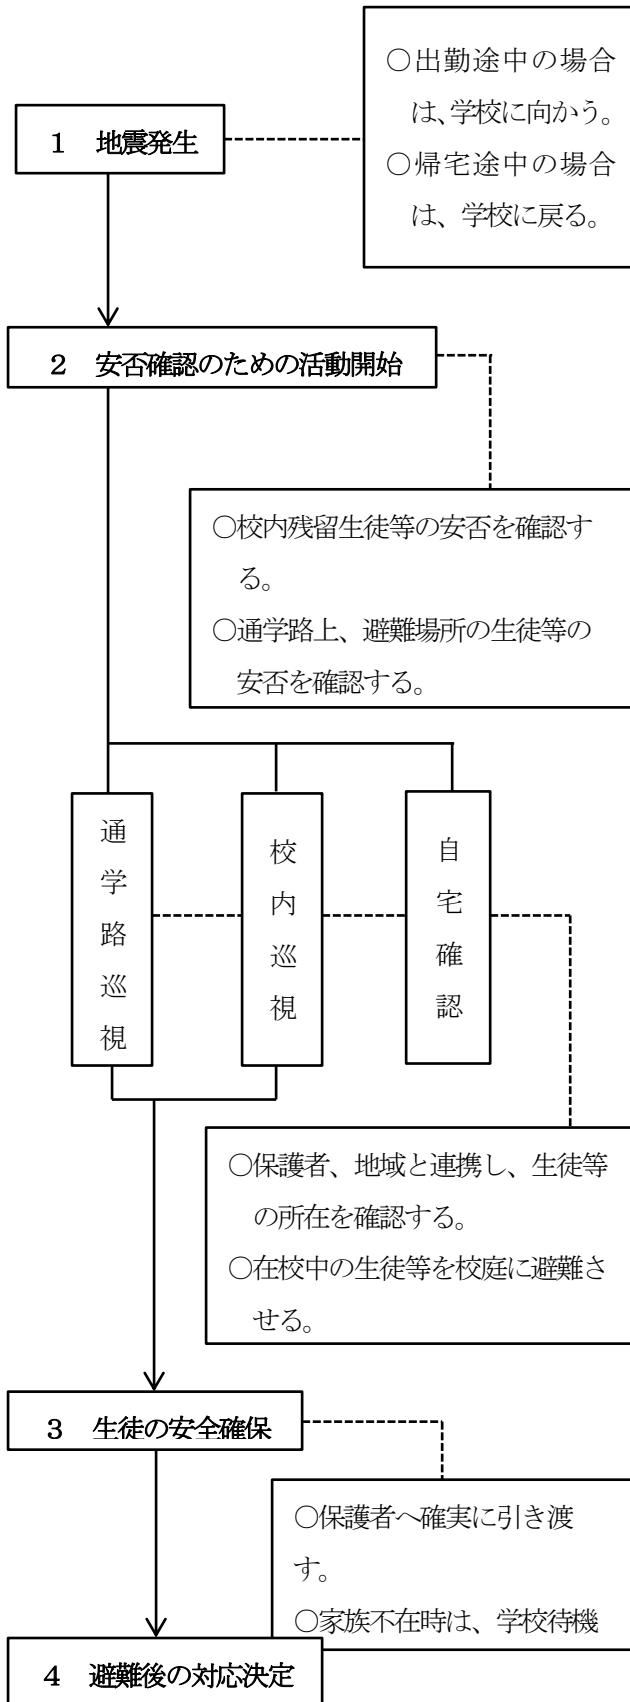 ○出勤途中の場合
は、学校に向かう。
○帰宅途中の場合
は、学校に戻る。
1 地震発生
2 安否確認のための活動開始
○校内残留生徒等の安否を確認す
る。
○通学路上、避難場所の生徒等の
安否を確認する。
通学路巡視
校内巡視
自宅確認
○保護者、地域と連携し、生徒等
の所在を確認する。
○在校中の生徒等を校庭に避難さ
せる。
3 生徒の安全確保
○保護者へ確実に引き渡
す。
○家族不在時は、学校待機
4 避難後の対応決定